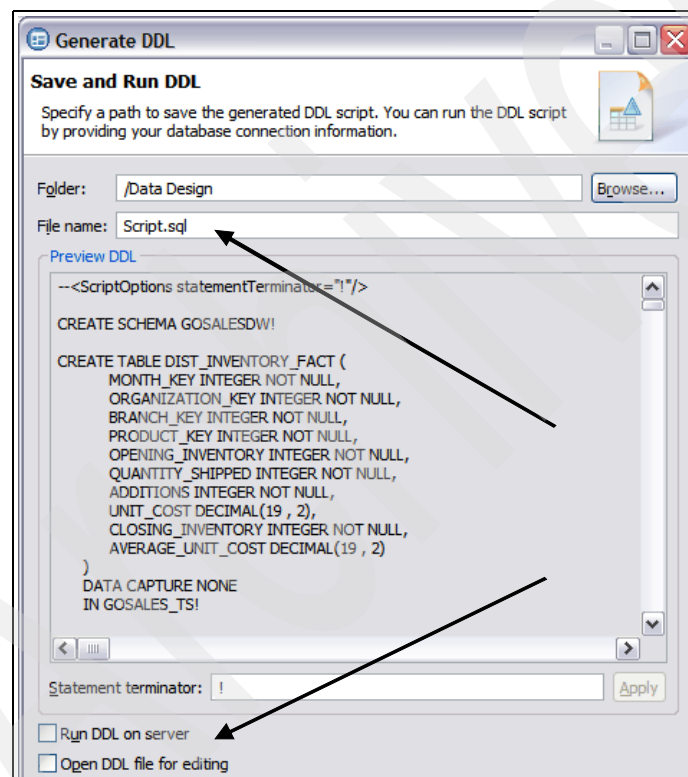 Generate DDL
Save and Run DDL
Specify a path to save the generated DDL script. You can run the DDL script
by providing your database connection information.
Folder: /Data Design Browse...
File name: Script.sql
Preview DDL
--<ScriptOptions statementTerminator="!"/>
CREATE SCHEMA GOSALESDW!
CREATE TABLE DIST_INVENTORY_FACT (
MONTH_KEY INTEGER NOT NULL,
ORGANIZATION_KEY INTEGER NOT NULL,
BRANCH_KEY INTEGER NOT NULL,
PRODUCT_KEY INTEGER NOT NULL,
OPENING_INVENTORY INTEGER NOT NULL,
QUANTITY_SHIPPED INTEGER NOT NULL,
ADDITIONS INTEGER NOT NULL,
UNIT_COST DECIMAL(19 , 2),
CLOSING_INVENTORY INTEGER NOT NULL,
AVERAGE_UNIT_COST DECIMAL(19 , 2)
)
DATA CAPTURE NONE
IN GOSALES_TS!
Statement terminator: ! Apply
Run DDL on server
Open DDL file for editing